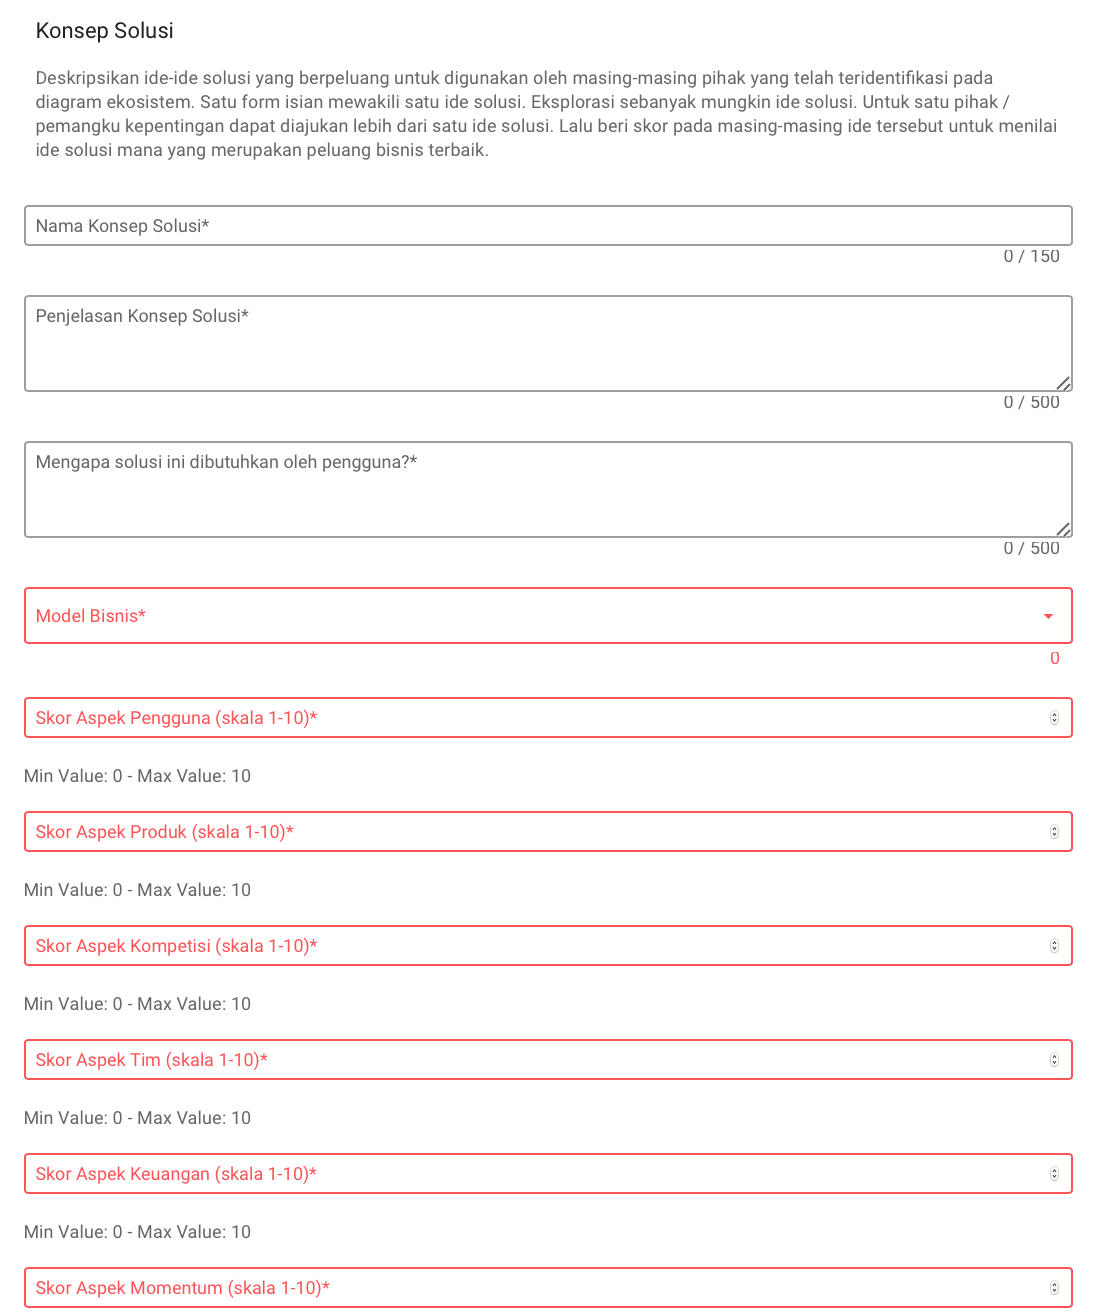 Konsep Solusi
Deskripsikan ide-ide solusi yang berpeluang untuk digunakan oleh masing-masing pihak yang telah teridentifikasi pada
diagram ekosistem. Satu form isian mewakili satu ide solusi. Eksplorasi sebanyak mungkin ide solusi. Untuk satu pihak /
pemangku kepentingan dapat diajukan lebih dari satu ide solusi. Lalu beri skor pada masing-masing ide tersebut untuk menilai
ide solusi mana yang merupakan peluang bisnis terbaik.
Nama Konsep Solusi*
0 / 150
Penjelasan Konsep Solusi*
0 / 500
Mengapa solusi ini dibutuhkan oleh pengguna?*
0 / 500
Model Bisnis*
0
Skor Aspek Pengguna (skala 1-10)*
Min Value: 0 - Max Value: 10
Skor Aspek Produk (skala 1-10)*
Min Value: 0 - Max Value: 10
Skor Aspek Kompetisi (skala 1-10)*
Min Value: 0 - Max Value: 10
Skor Aspek Tim (skala 1-10)*
Min Value: 0 - Max Value: 10
Skor Aspek Keuangan (skala 1-10)*
Min Value: 0 - Max Value: 10
Skor Aspek Momentum (skala 1-10)*